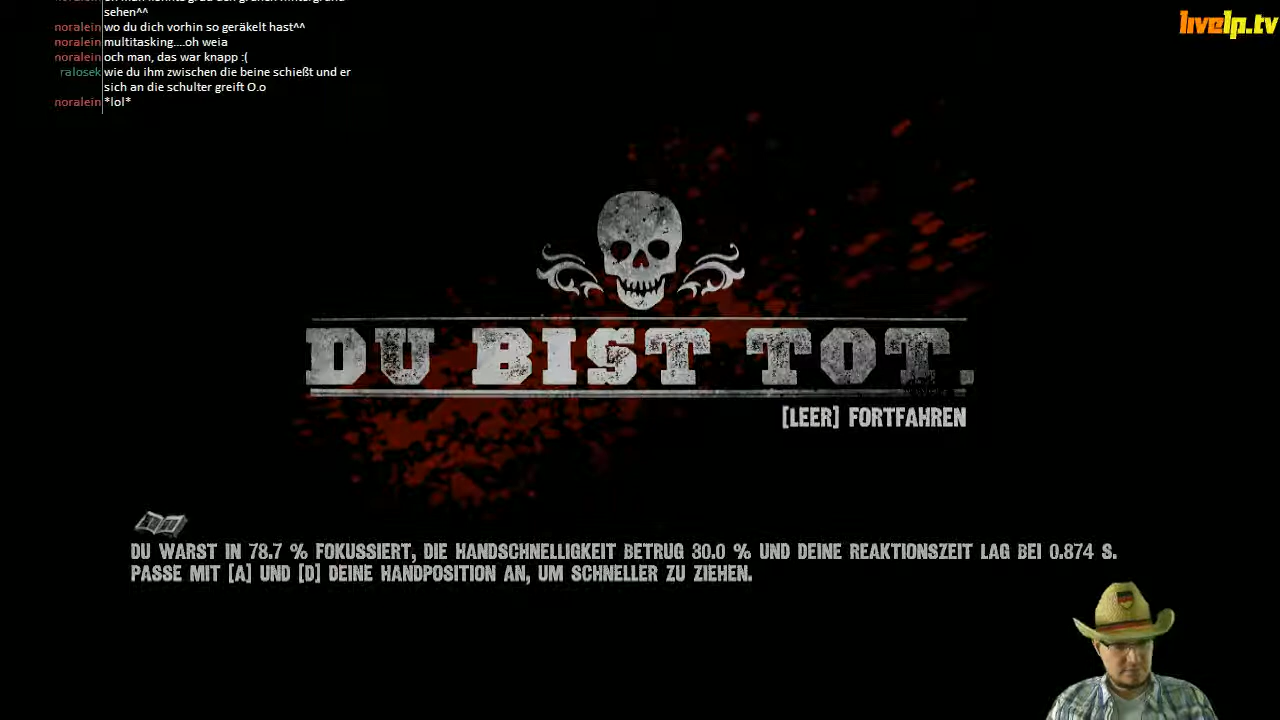 sehen^^
noralein wo du dich vorhin so geräkelt hast^^
noralein multitasking....oh weia
noralein och man, das war knapp :(
ralosek wie du ihm zwischen die beine schießt und er
sich an die schulter greift O.o
noralein *lol*
livelp.tv
DU BIST TOT.
[LEER] FORTFAHREN
DU WARST IN 78.7 % FOKUSSIERT, DIE HANDSCHNELLIGKEIT BETRUG 30.0 % UND DEINE REAKTIONSZEIT LAG BEI 0.874 S.
PASSE MIT [A] UND [D] DEINE HANDPOSITION AN, UM SCHNELLER ZU ZIEHEN.